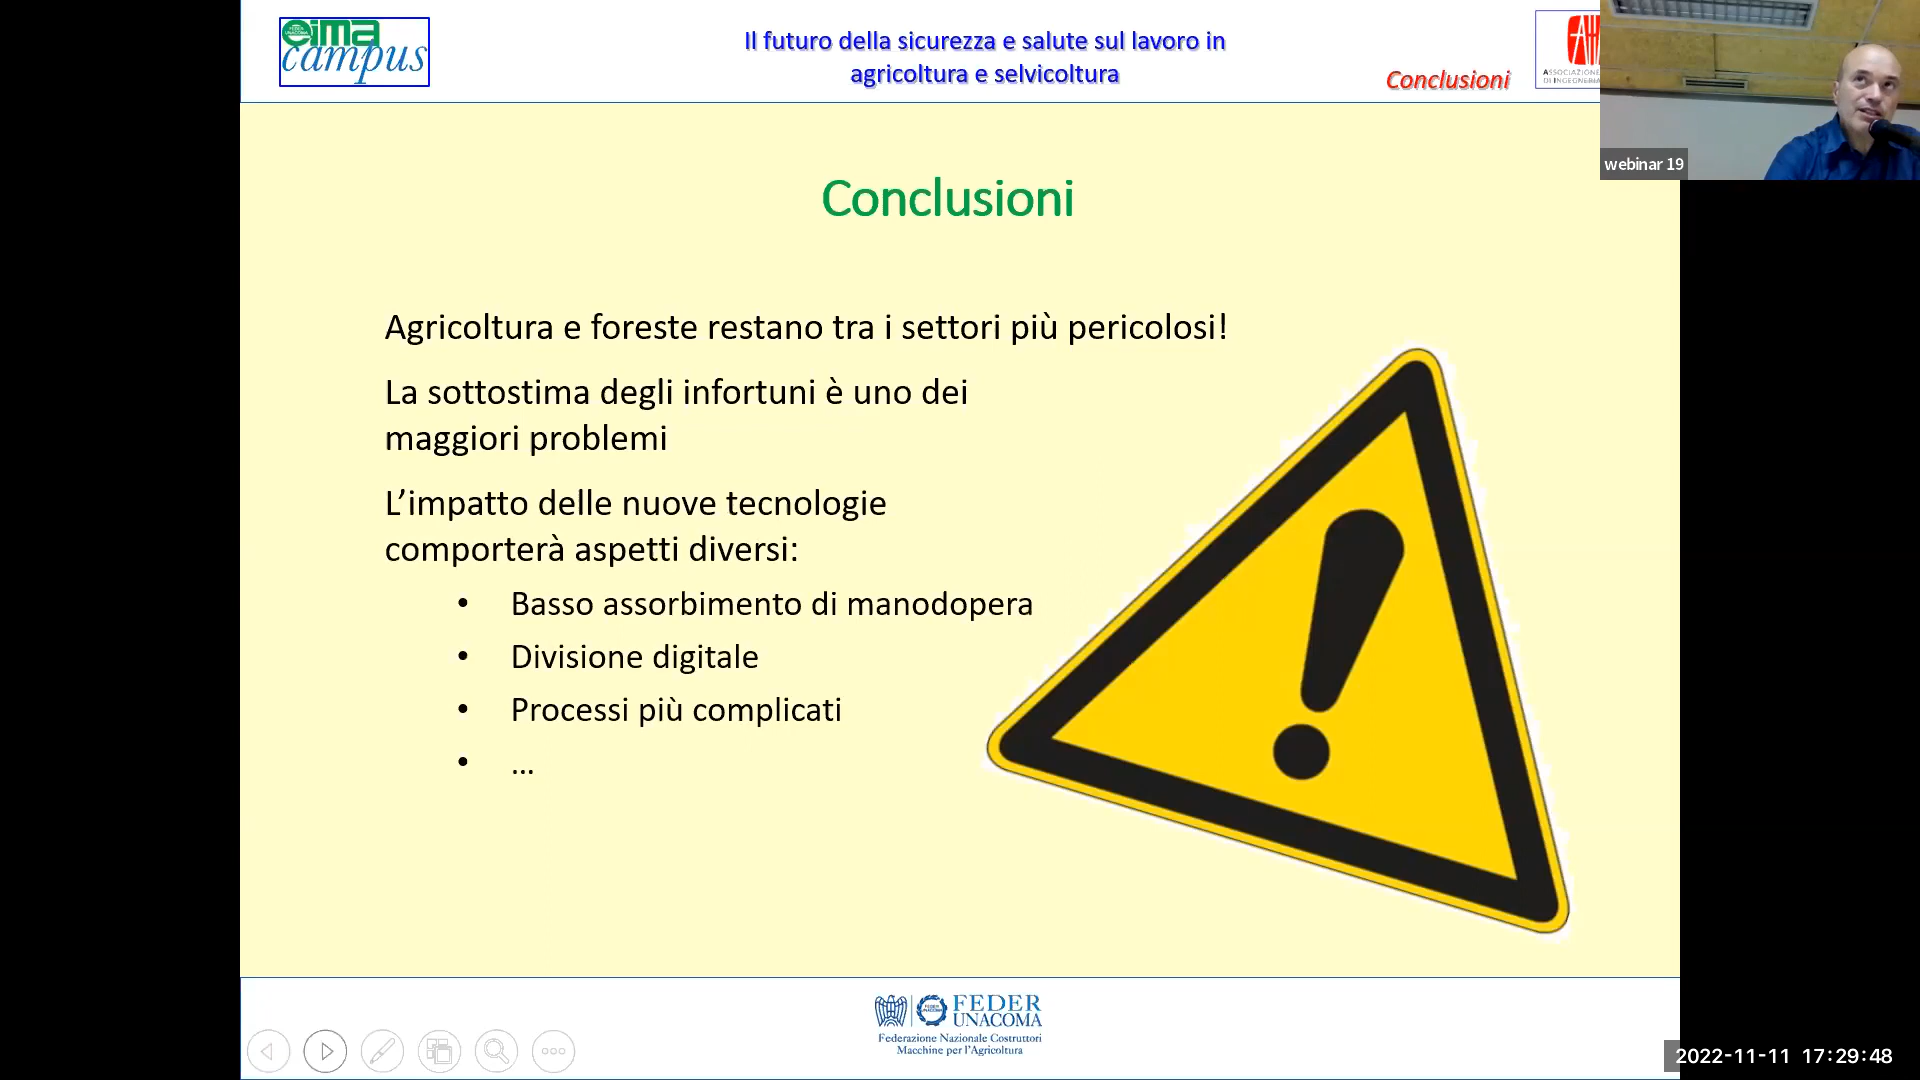 eima
campus
Il futuro della sicurezza e salute sul lavoro in
agricoltura e selvicoltura
Conclusioni
ASSOCIAZIONE
DI INGEGNERIA
webinar 19
Conclusioni
Agricoltura e foreste restano tra i settori più pericolosi!
La sottostima degli infortuni è uno dei
maggiori problemi
L’impatto delle nuove tecnologie
comporterà aspetti diversi:
• Basso assorbimento di manodopera
• Divisione digitale
• Processi più complicati
• …
FEDER
UNACOMA
Federazione Nazionale Costruttori
Macchine per l'Agricoltura
2022-11-11 17:29:48